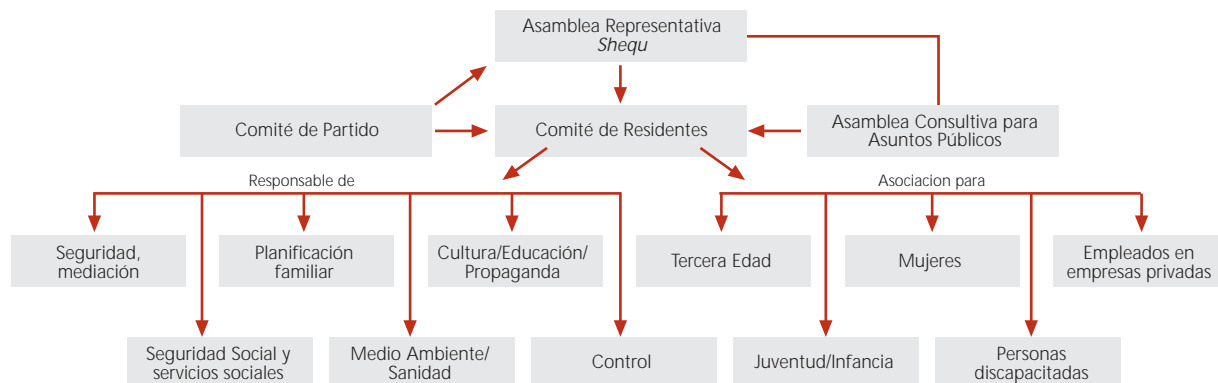 Asamblea Representativa
Shequ
Comité de Partido
Comité de Residentes
Asamblea Consultiva para
Asuntos Públicos
Responsable de
Asociacion para
Seguridad,
mediación
Planificación
familiar
Cultura/Educación/
Propaganda
Tercera Edad
Mujeres
Empleados en
empresas privadas
Seguridad Social y
servicios sociales
Medio Ambiente/
Sanidad
Control
Juventud/Infancia
Personas
discapacitadas